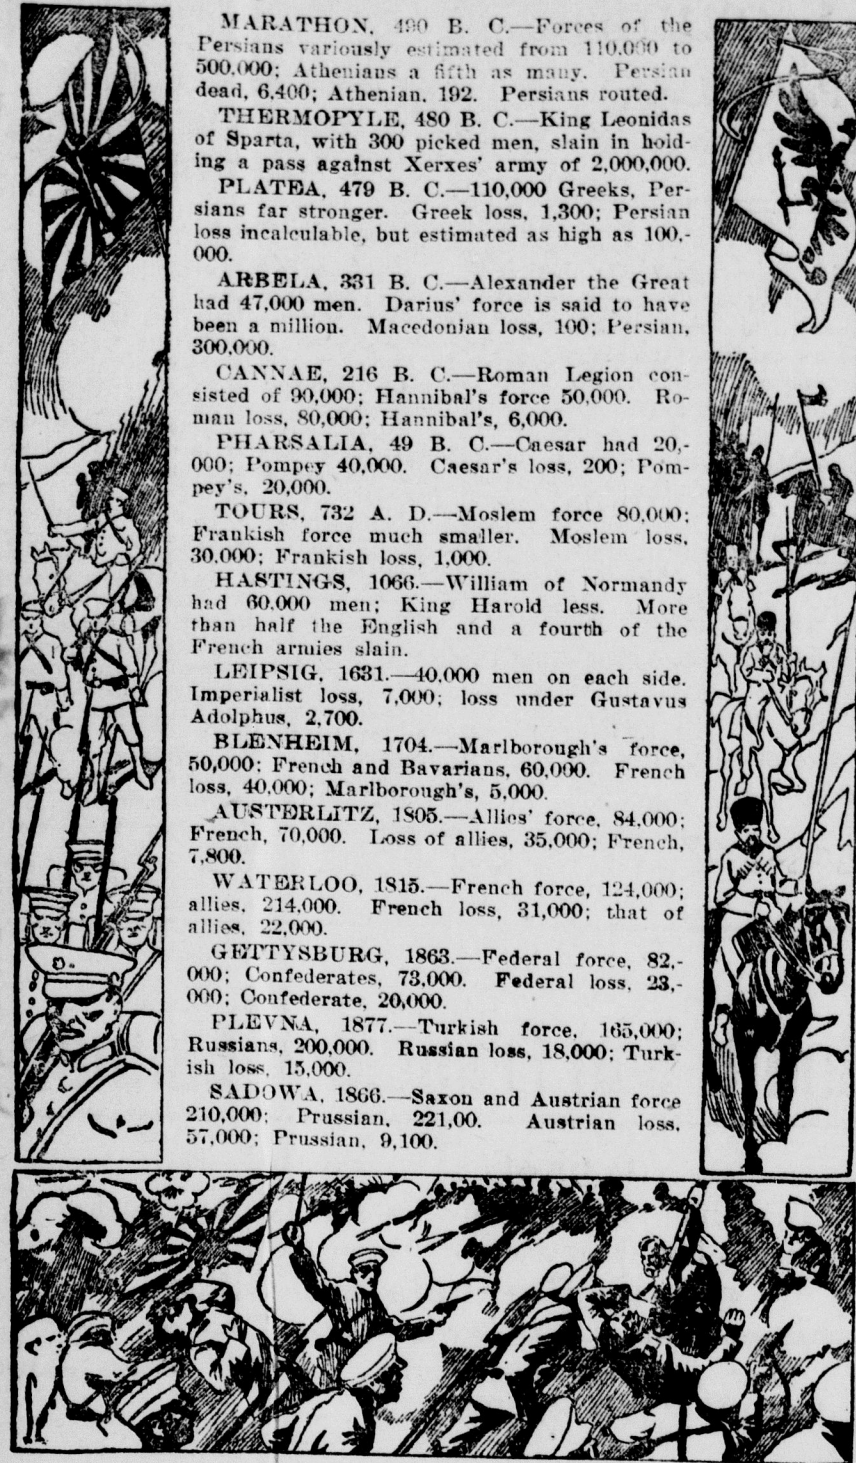 MARATHON, 490 B. C.—Forces of the
Persians variously estimated from 110,000 to
500,000; Athenians a fifth as many. Persian
dead, 6,400; Athenian, 192. Persians routed.
THERMOPYLE, 480 B. C.—King Leonidas
of Sparta, with 300 picked men, slain in hold-
ing a pass against Xerxes' army of 2,000,000.
PLATEA, 479 B. C.—110,000 Greeks, Per-
sians far stronger. Greek loss, 1,300; Persian
loss incalculable, but estimated as high as 100,-
000.
ARBELA, 331 B. C.—Alexander the Great
had 47,000 men. Darius' force is said to have
been a million. Macedonian loss, 100; Persian,
300,000.
CANNAE, 216 B. C.—Roman Legion con-
sisted of 90,000; Hannibal's force 50,000. Ro-
man loss, 80,000; Hannibal's, 6,000.
PHARSALIA, 49 B. C.—Caesar had 20,-
000; Pompey 40,000. Caesar's loss, 200; Pom-
pey's, 20,000.
TOURS, 732 A. D.—Moslem force 80,000;
Frankish force much smaller. Moslem loss,
30,000; Frankish loss, 1,000.
HASTINGS, 1066.—William of Normandy
had 60,000 men; King Harold less. More
than half the English and a fourth of the
French armies slain.
LEIPSIG, 1631.—40,000 men on each side.
Imperialist loss, 7,000; loss under Gustavus
Adolphus, 2,700.
BLENHEIM, 1704.—Marlborough's force,
50,000; French and Bavarians, 60,000. French
loss, 40,000; Marlborough's, 5,000.
AUSTERLITZ, 1805.—Allies' force, 84,000;
French, 70,000. Loss of allies, 35,000; French,
7,800.
WATERLOO, 1815.—French force, 124,000;
allies, 214,000. French loss, 31,000; that of
allies, 22,000.
GETTYSBURG, 1863.—Federal force, 82,-
000; Confederates, 73,000. Federal loss, 23,-
000; Confederate, 20,000.
PLEVNA, 1877.—Turkish force, 165,000;
Russians, 200,000. Russian loss, 18,000; Turk-
ish loss, 15,000.
SADOWA, 1866.—Saxon and Austrian force
210,000; Prussian, 221,00. Austrian loss,
57,000; Prussian, 9,100.